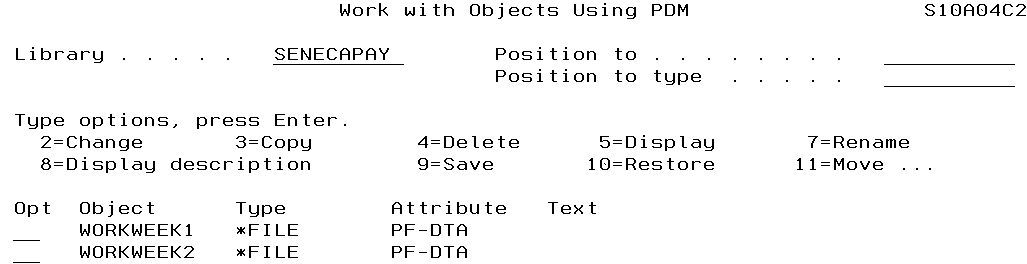 Work with Objects Using PDM S10A04C2
Library . . . . . SENECAPAY Position to . . . . . . . .
Position to type . . . . .
Type options, press Enter.
2=Change 3=Copy 4=Delete 5=Display 7=Rename
8=Display description 9=Save 10=Restore 11=Move ...
Opt Object Type Attribute Text
WORKWEEK1 *FILE PF-DTA
WORKWEEK2 *FILE PF-DTA